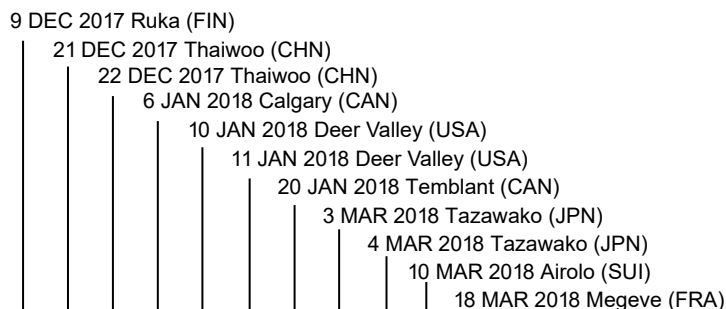 9 DEC 2017 Ruka (FIN)
21 DEC 2017 Thaiwoo (CHN)
22 DEC 2017 Thaiwoo (CHN)
6 JAN 2018 Calgary (CAN)
10 JAN 2018 Deer Valley (USA)
11 JAN 2018 Deer Valley (USA)
20 JAN 2018 Temblant (CAN)
3 MAR 2018 Tazawako (JPN)
4 MAR 2018 Tazawako (JPN)
10 MAR 2018 Airolo (SUI)
18 MAR 2018 Megeve (FRA)